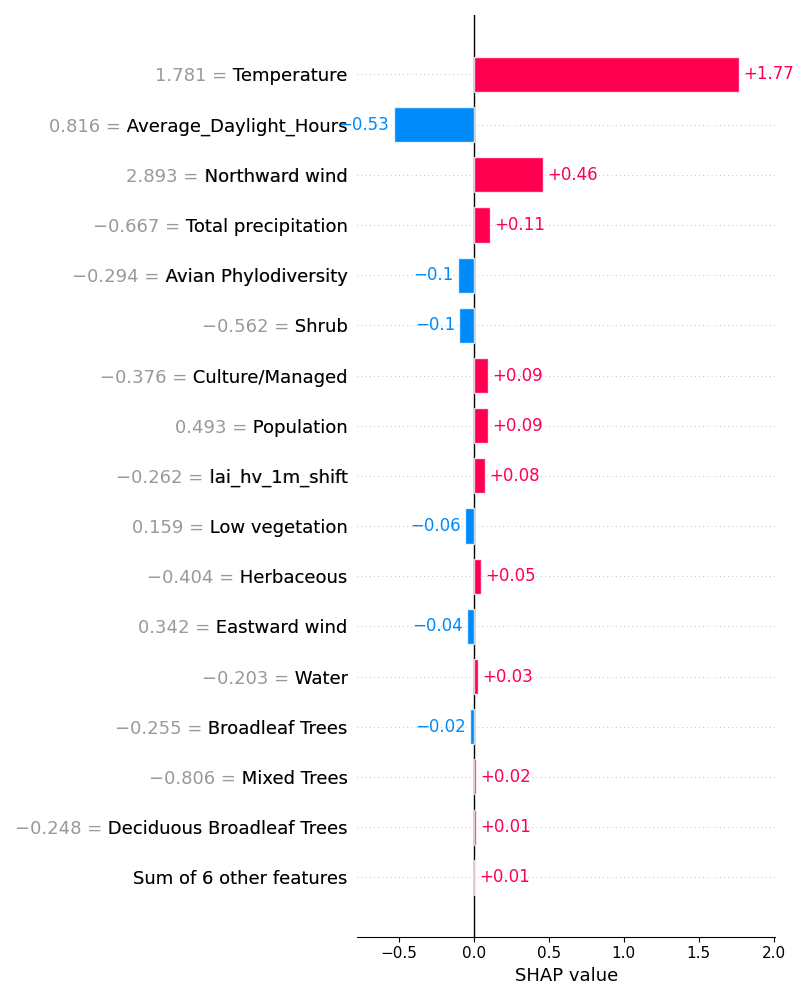 1.781 = Temperature +1.77
0.816 = Average_Daylight_Hours −0.53
2.893 = Northward wind +0.46
−0.667 = Total precipitation +0.11
−0.294 = Avian Phylodiversity −0.1
−0.562 = Shrub −0.1
−0.376 = Culture/Managed +0.09
0.493 = Population +0.09
−0.262 = lai_hv_1m_shift +0.08
0.159 = Low vegetation −0.06
−0.404 = Herbaceous +0.05
0.342 = Eastward wind −0.04
−0.203 = Water +0.03
−0.255 = Broadleaf Trees −0.02
−0.806 = Mixed Trees +0.02
−0.248 = Deciduous Broadleaf Trees +0.01
Sum of 6 other features +0.01
−0.5 0.0 0.5 1.0 1.5 2.0
SHAP value